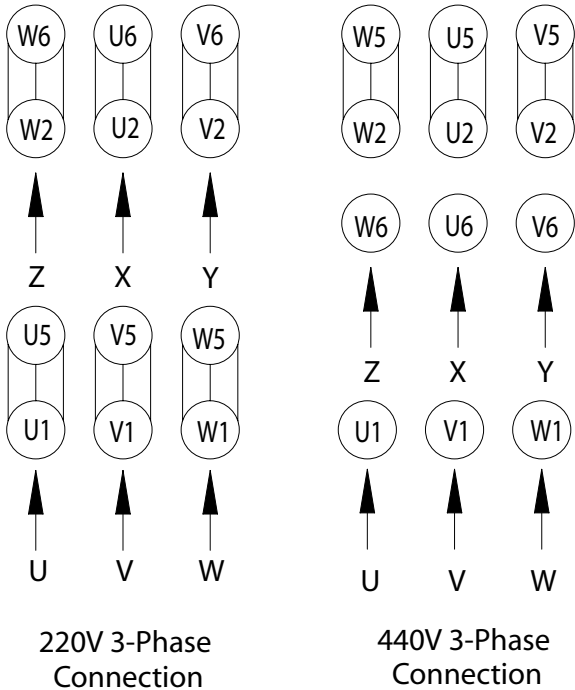 W6 U6 V6
W2 U2 V2
Z X Y
U5 V5 W5
U1 V1 W1
U V W
220V 3-Phase
Connection
W5 U5 V5
W2 U2 V2
W6 U6 V6
Z X Y
U1 V1 W1
U V W
440V 3-Phase
Connection